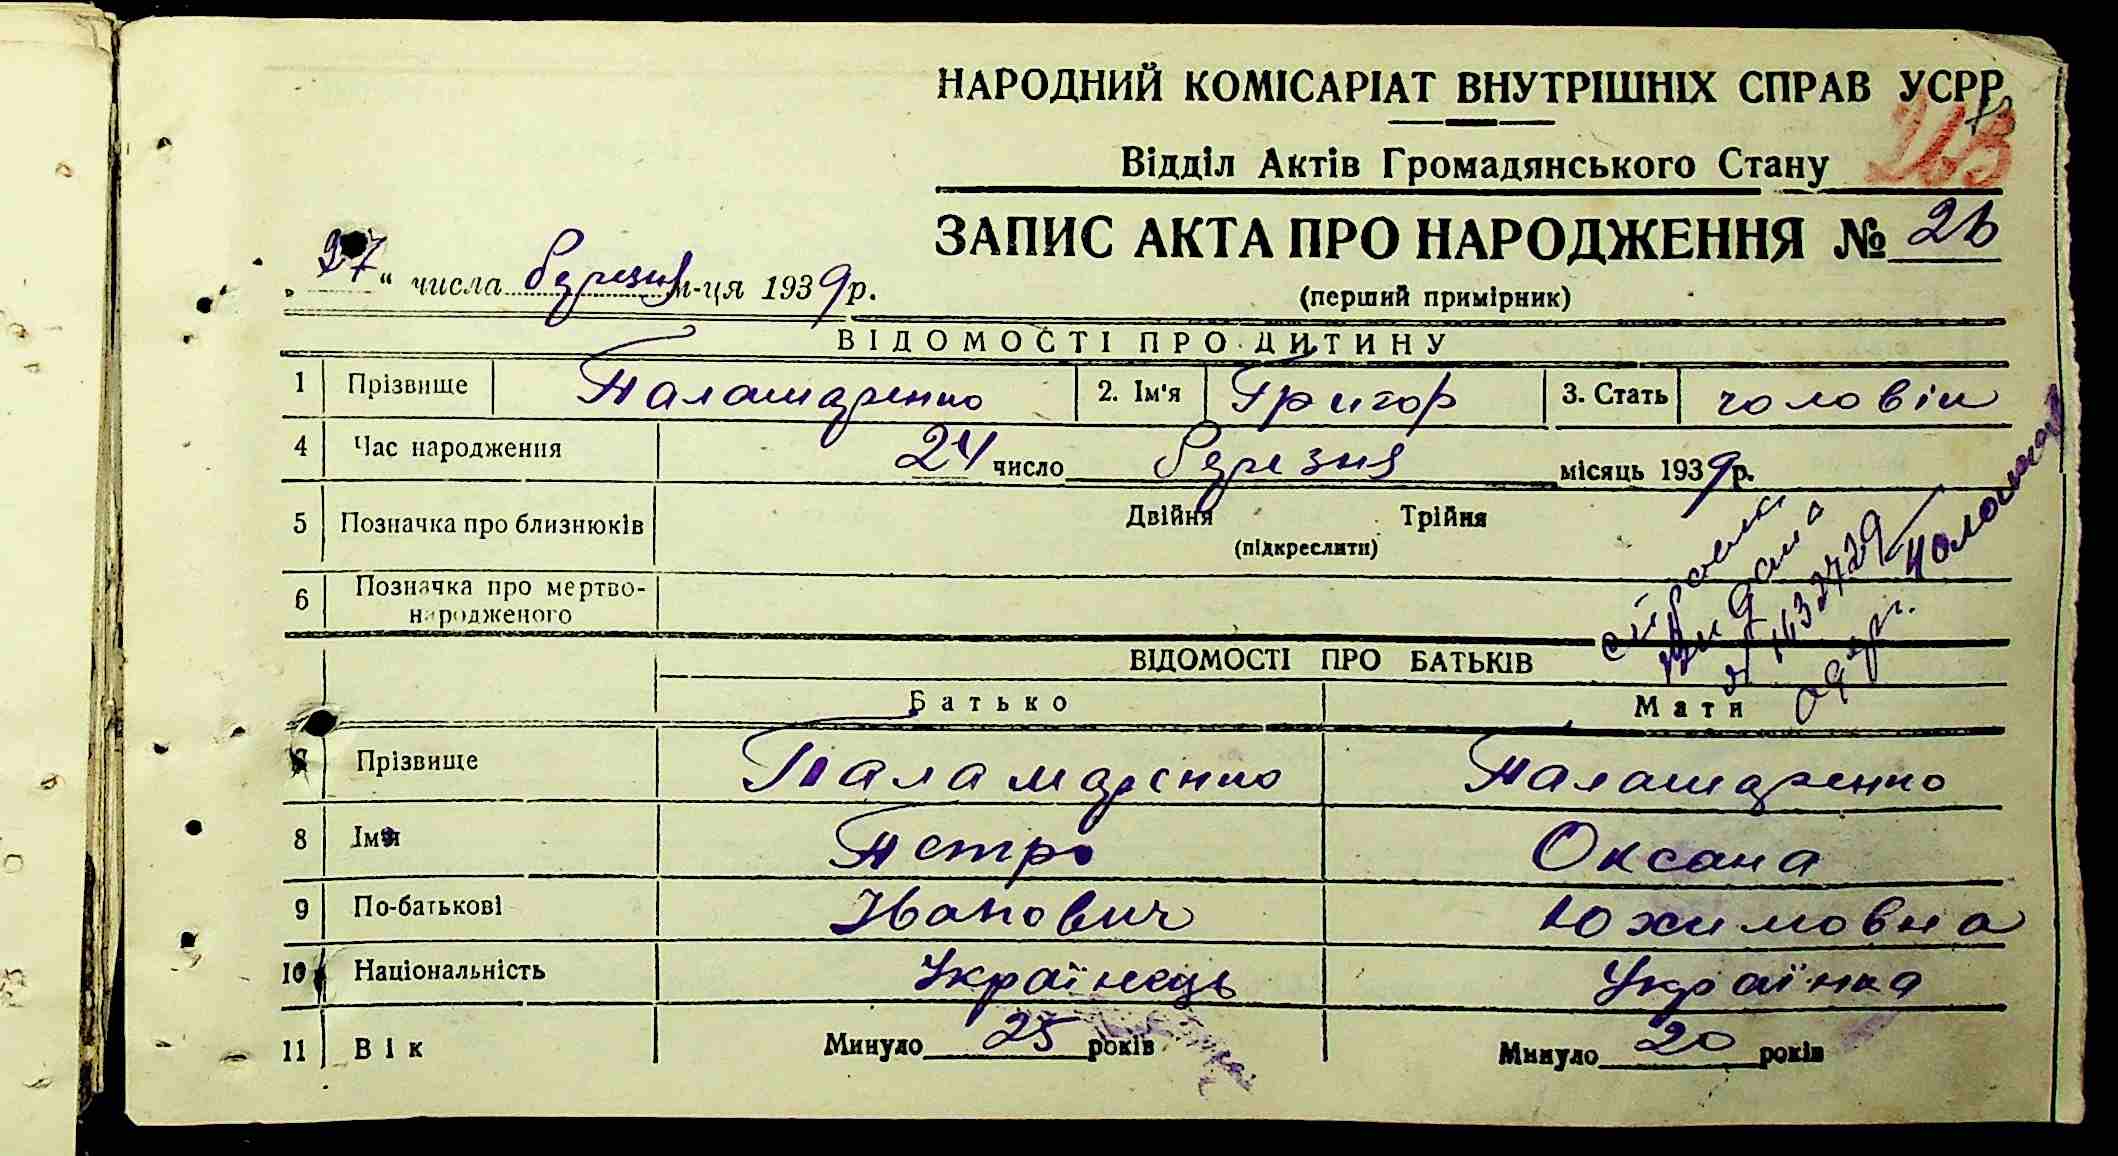 НАРОДНИЙ КОМІСАРІАТ ВНУТРІШНІХ СПРАВ УСРР
Відділ Актів Громадянського Стану
ЗАПИС АКТА ПРО НАРОДЖЕННЯ № 26
„27“ числа березня м-ця 1939 р.
(перший примірник)
ВІДОМОСТІ ПРО ДИТИНУ
1 Прізвище Паламаренко 2. Ім'я Григор 3. Стать чоловіч
4 Час народження 24 число березня місяць 1939 р.
5 Позначка про близнюків Двійня Трійня
(підкреслити)
6 Позначка про мертво-
народженого
ВІДОМОСТІ ПРО БАТЬКІВ
Батько Мати
7 Прізвище Паламаренко Паламаренко
8 Ім'я Петро Оксана
9 По-батькові Іванович Юхимовна
10 Національність Українець Українка
11 Вік Минуло 25 років Минуло 20 років